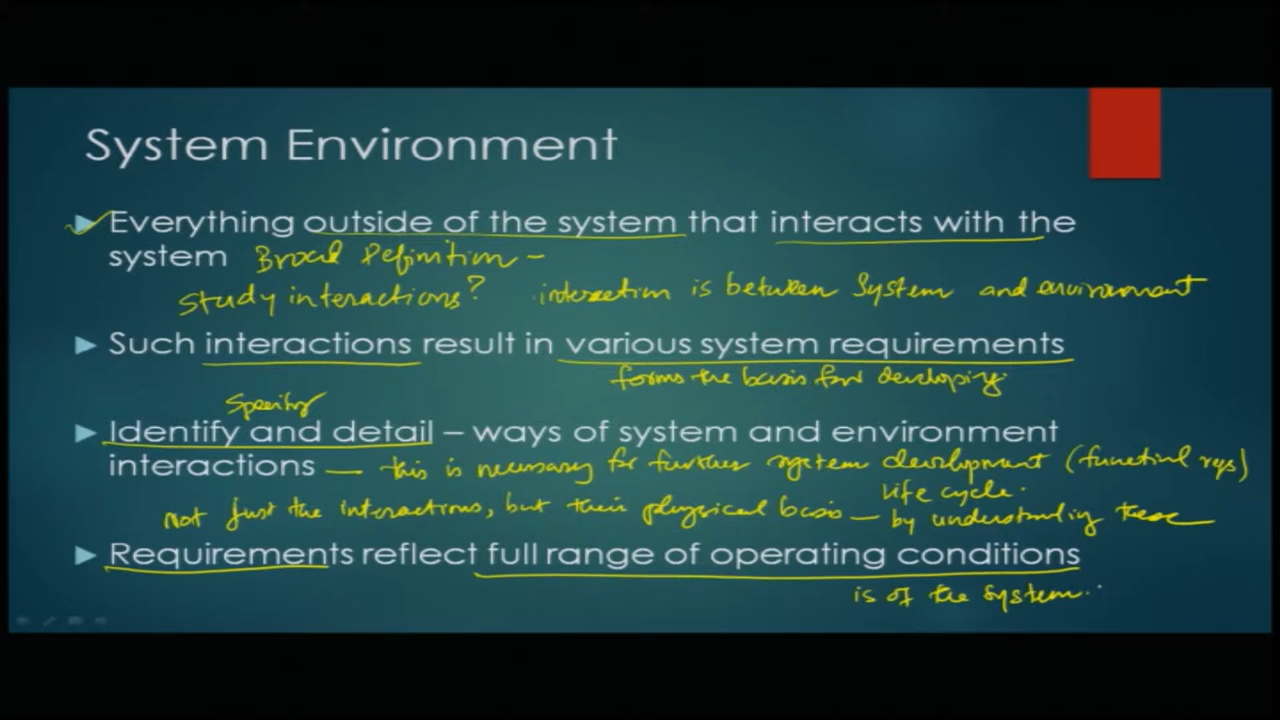 System Environment
Everything outside of the system that interacts with the
system Broad Definition -
Study interactions? interaction is between System and environment
Such interactions result in various system requirements
forms the basis for developing
Specify
Identify and detail – ways of system and environment
interactions — this is necessary for further system development (functional reqs)
life cycle.
Not just the interactions, but their physical basis — by understanding these
Requirements reflect full range of operating conditions
is of the system.